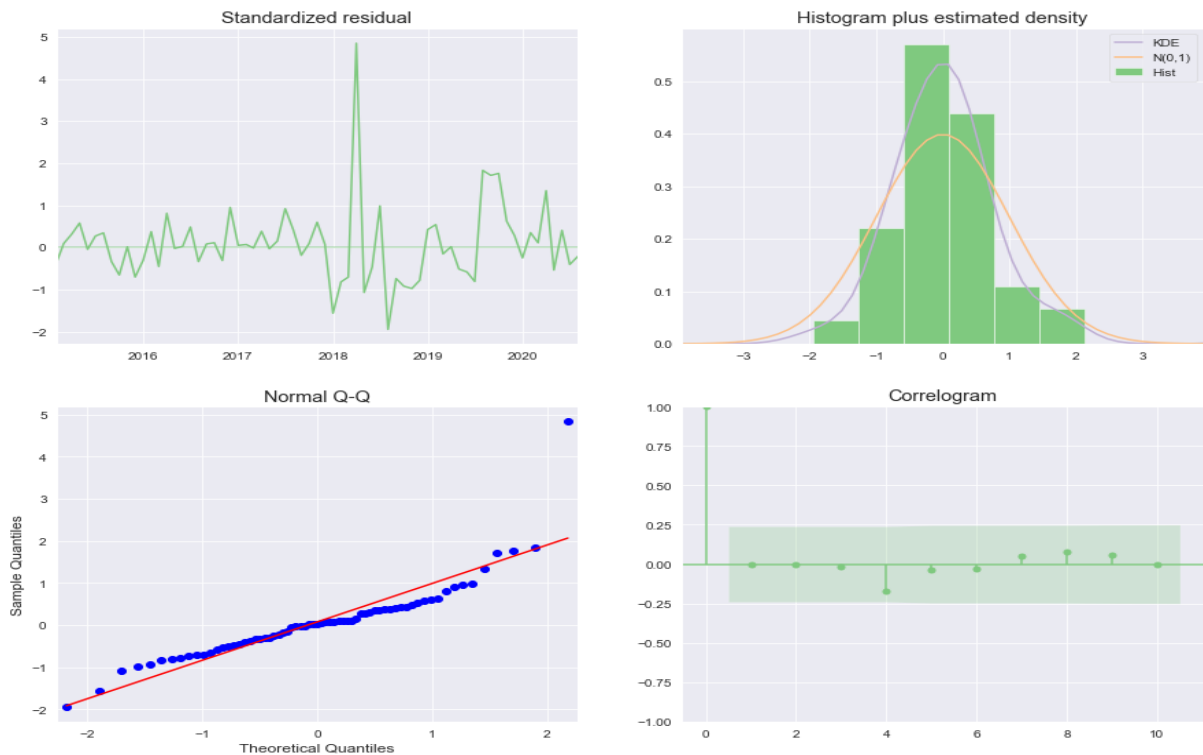 Standardized residual
5
4
3
2
1
0
−1
−2
2016 2017 2018 2019 2020
Histogram plus estimated density
KDE
N(0,1)
Hist
0.5
0.4
0.3
0.2
0.1
0.0
−3 −2 −1 0 1 2 3
Normal Q-Q
5
4
3
2
1
0
−1
−2
Sample Quantiles
−2 −1 0 1 2
Theoretical Quantiles
Correlogram
1.00
0.75
0.50
0.25
0.00
−0.25
−0.50
−0.75
−1.00
0 2 4 6 8 10